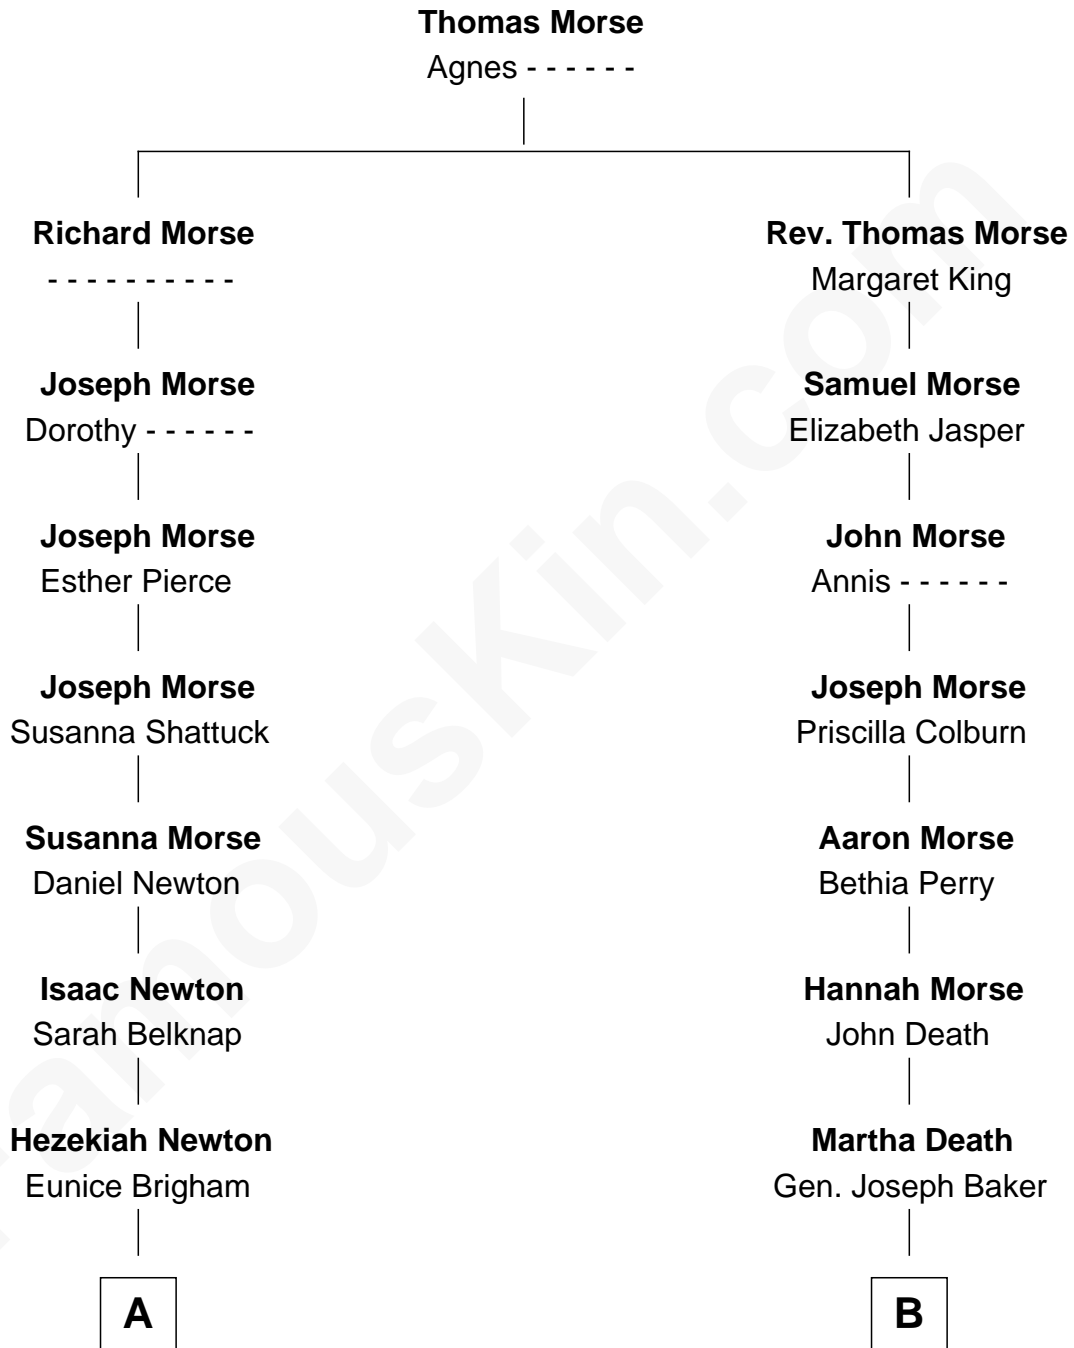 Thomas Morse
Agnes - - - - - -
Richard Morse
- - - - - - - - - -
Rev. Thomas Morse
Margaret King
Joseph Morse
Dorothy - - - - - -
Samuel Morse
Elizabeth Jasper
Joseph Morse
Esther Pierce
John Morse
Annis - - - - - -
Joseph Morse
Susanna Shattuck
Joseph Morse
Priscilla Colburn
Susanna Morse
Daniel Newton
Aaron Morse
Bethia Perry
Isaac Newton
Sarah Belknap
Hannah Morse
John Death
Hezekiah Newton
Eunice Brigham
Martha Death
Gen. Joseph Baker
A
B
FamousKin.com